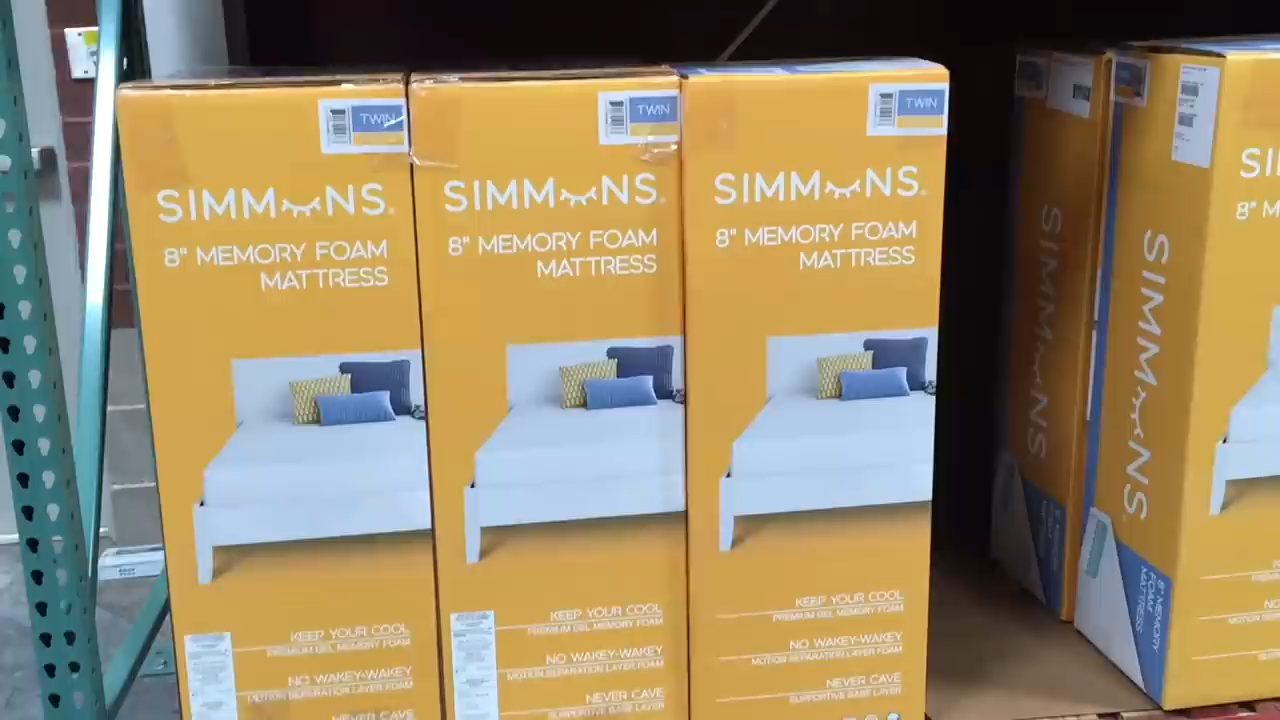 TWIN
SIMMONS.
8" MEMORY FOAM
MATTRESS
KEEP YOUR COOL
PREMIUM GEL MEMORY FOAM
NO WAKEY-WAKEY
MOTION SEPARATION LAYER FOAM
NEVER CAVE
TWIN
SIMMONS.
8" MEMORY FOAM
MATTRESS
KEEP YOUR COOL
PREMIUM GEL MEMORY FOAM
NO WAKEY-WAKEY
MOTION SEPARATION LAYER FOAM
NEVER CAVE
SUPPORTIVE BASE LAYER
TWIN
SIMMONS.
8" MEMORY FOAM
MATTRESS
KEEP YOUR COOL
PREMIUM GEL MEMORY FOAM
NO WAKEY-WAKEY
MOTION SEPARATION LAYER FOAM
NEVER CAVE
SUPPORTIVE BASE LAYER
SIMMONS
SIMMONS.
8" MEMORY
FOAM
MATTRESS
SI
8" M